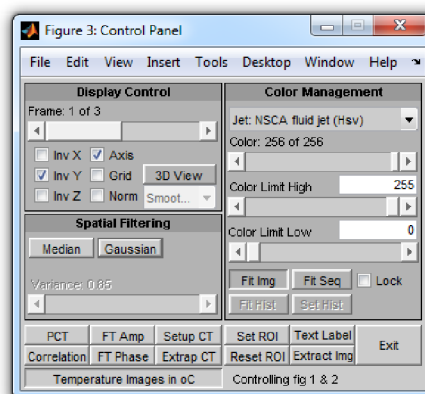 Figure 3: Control Panel
File Edit View Insert Tools Desktop Window Help
Display Control
Frame: 1 of 3
Inv X Axis
Inv Y Grid 3D View
Inv Z Norm Smoot...
Spatial Filtering
Median Gaussian
Variance: 0.85
Color Management
Jet: NSCA fluid jet (Hsv)
Color: 256 of 256
Color Limit High 255
Color Limit Low 0
Fit Img Fit Seq Lock
Fit Hist Set Hist
PCT FT Amp Setup CT Set ROI Text Label
Correlation FT Phase Extrap CT Reset ROI Extract Img
Exit
Temperature Images in oC Controlling fig 1 & 2